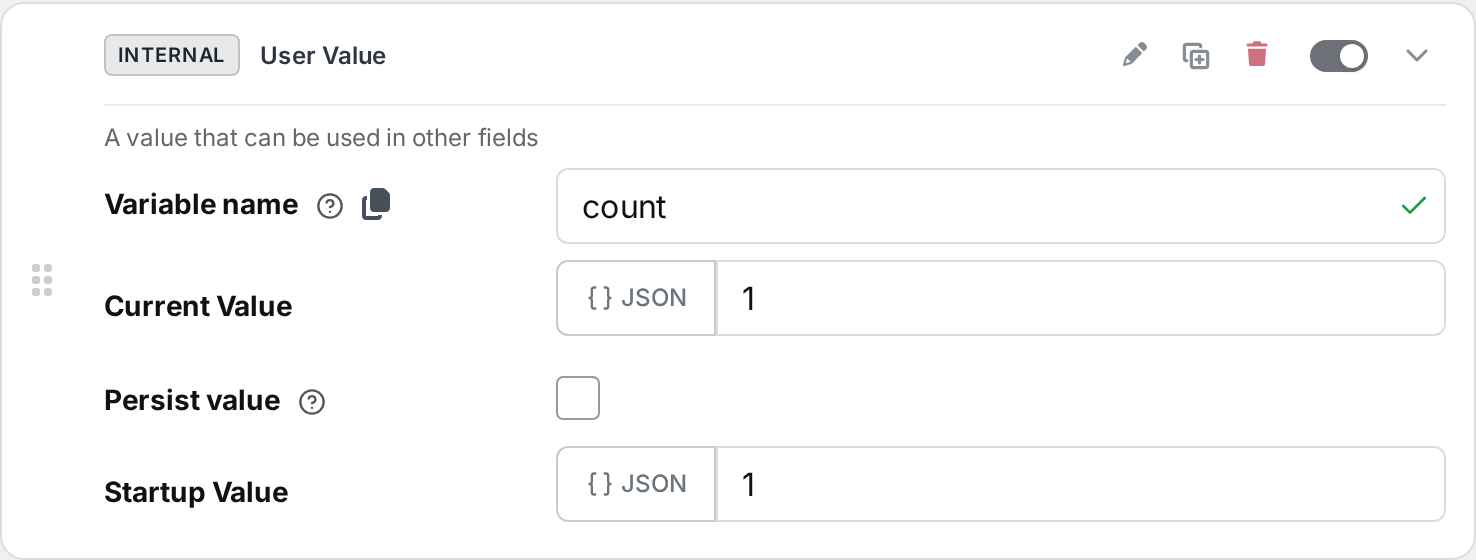 INTERNAL User Value
A value that can be used in other fields
Variable name count
Current Value {} JSON 1
Persist value
Startup Value {} JSON 1